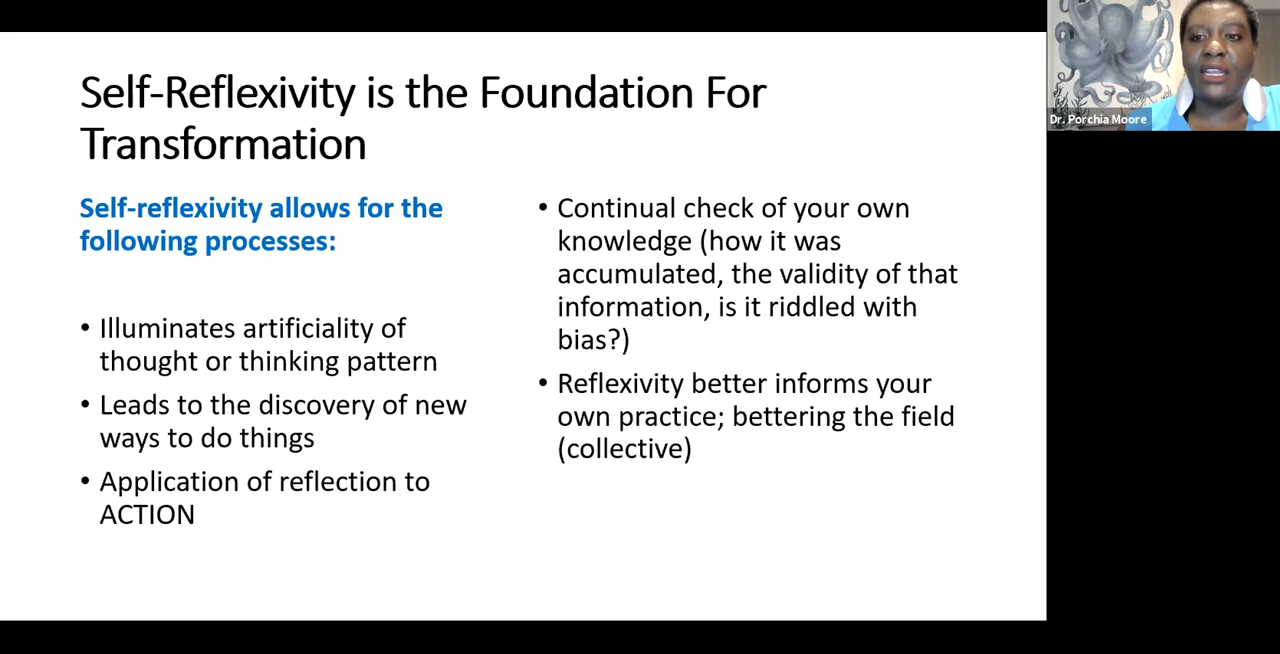 Self-Reflexivity is the Foundation For
Transformation
Self-reflexivity allows for the
following processes:
• Illuminates artificiality of
thought or thinking pattern
• Leads to the discovery of new
ways to do things
• Application of reflection to
ACTION
• Continual check of your own
knowledge (how it was
accumulated, the validity of that
information, is it riddled with
bias?)
• Reflexivity better informs your
own practice; bettering the field
(collective)
Dr. Porchia Moore